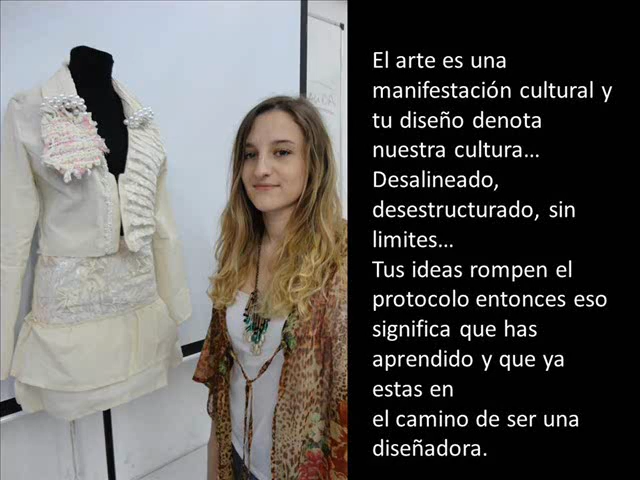 El arte es una
manifestación cultural y
tu diseño denota
nuestra cultura...
Desalineado,
desestructurado, sin
limites...
Tus ideas rompen el
protocolo entonces eso
significa que has
aprendido y que ya
estas en
el camino de ser una
diseñadora.